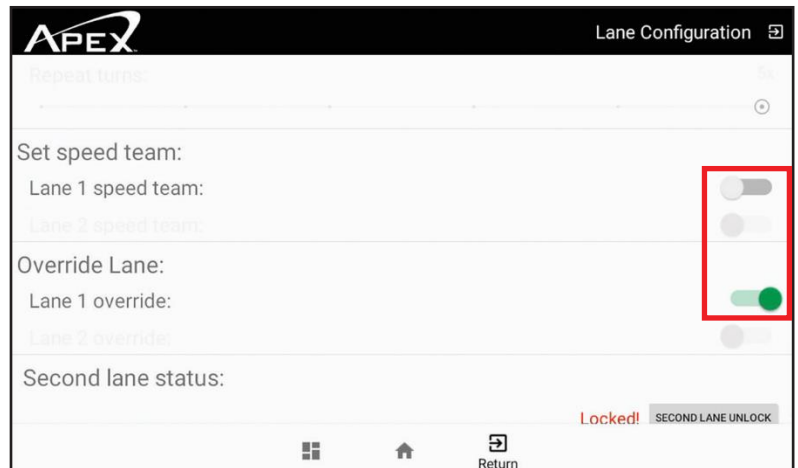 APEX
Lane Configuration
Repeat turns:
5x
Set speed team:
Lane 1 speed team:
Lane 2 speed team:
Override Lane:
Lane 1 override:
Lane 2 override:
Second lane status:
Locked! SECOND LANE UNLOCK
Return